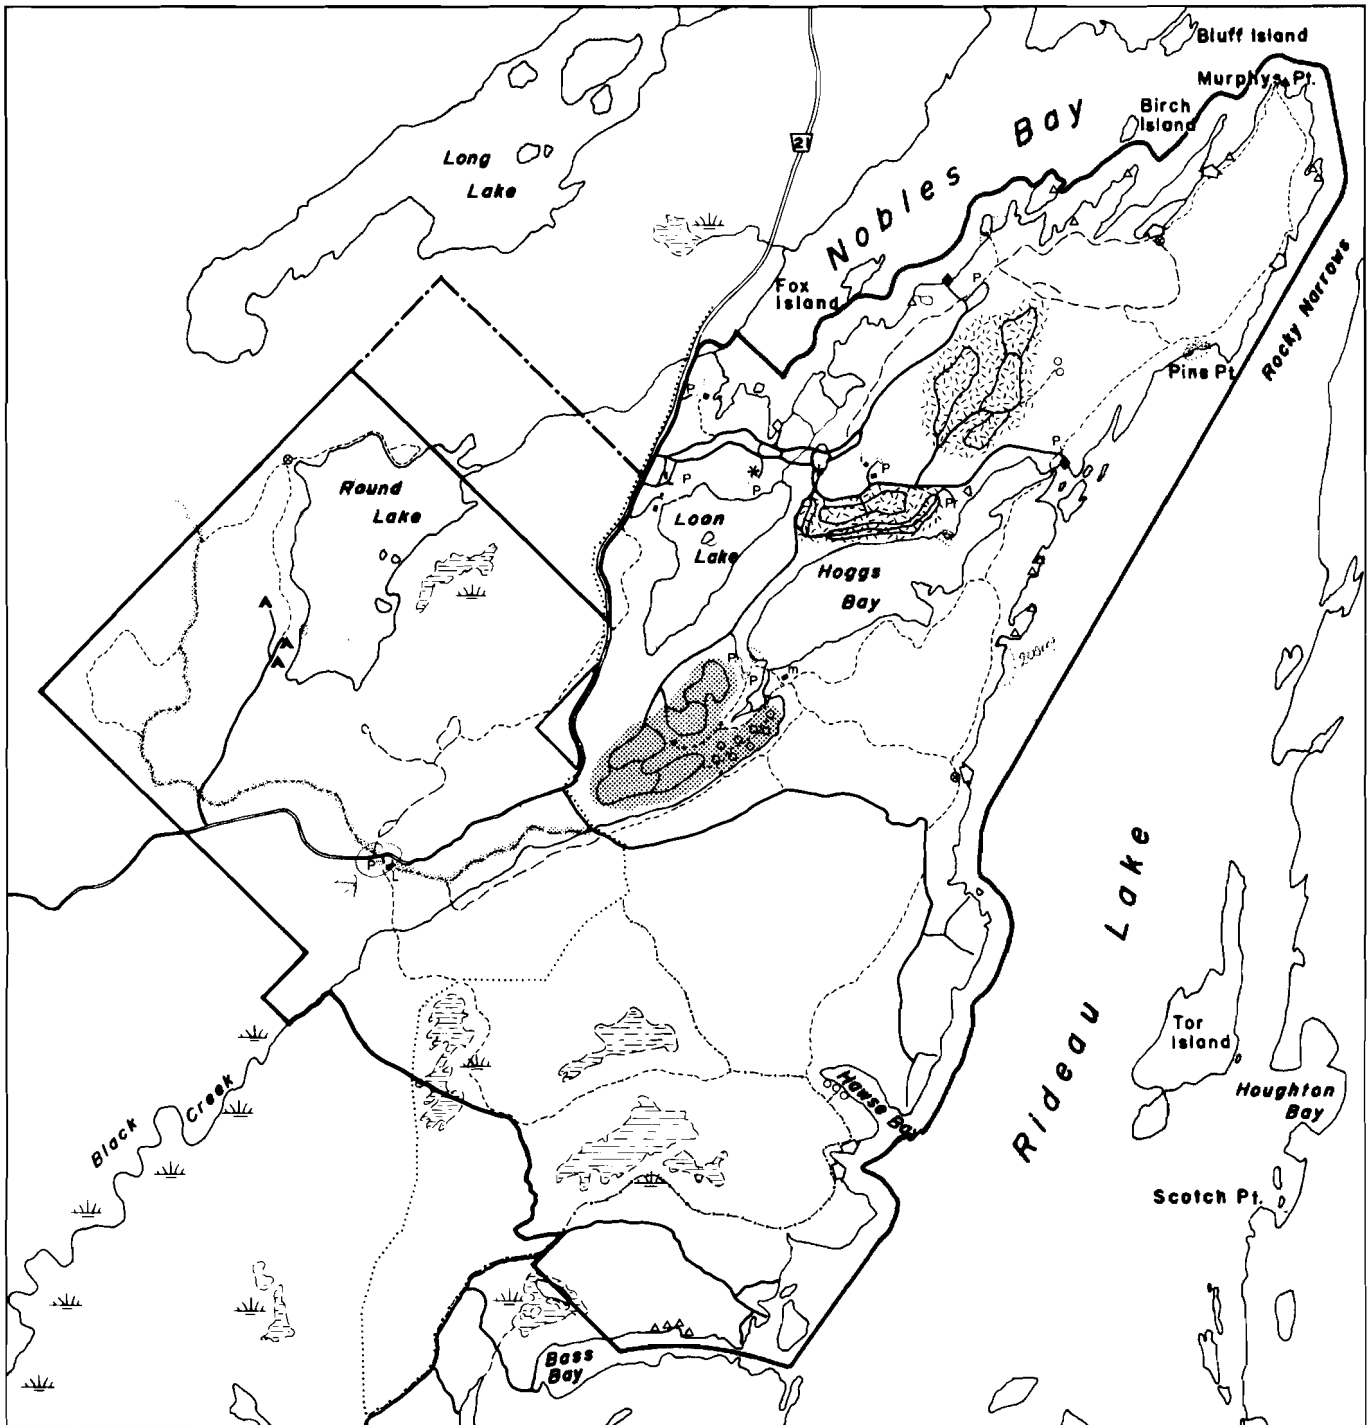 Bluff Island
Murphys Pt.
Birch
Island
Nobles Bay
21
Long
Lake
Fox
Island
P
Rocky Narrows
Pine Pt.
P
P
P
P
P
Round
Lake
Loon
Lake
P
Hoggs
Bay
P
P
m
P
L
Rideau Lake
Tor
Island
Hawse Bay
Houghton
Bay
Black Creek
Scotch Pt.
Bass
Bay